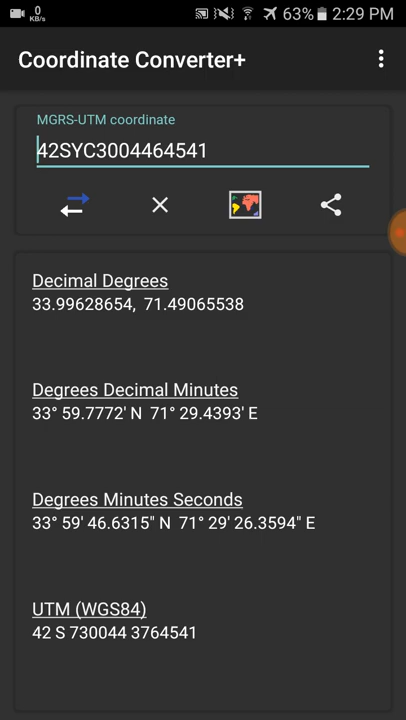 0
KB/s
63% 2:29 PM
Coordinate Converter+
MGRS-UTM coordinate
42SYC3004464541
Decimal Degrees
33.99628654,  71.49065538
Degrees Decimal Minutes
33° 59.7772' N  71° 29.4393' E
Degrees Minutes Seconds
33° 59' 46.6315" N  71° 29' 26.3594" E
UTM (WGS84)
42 S 730044 3764541